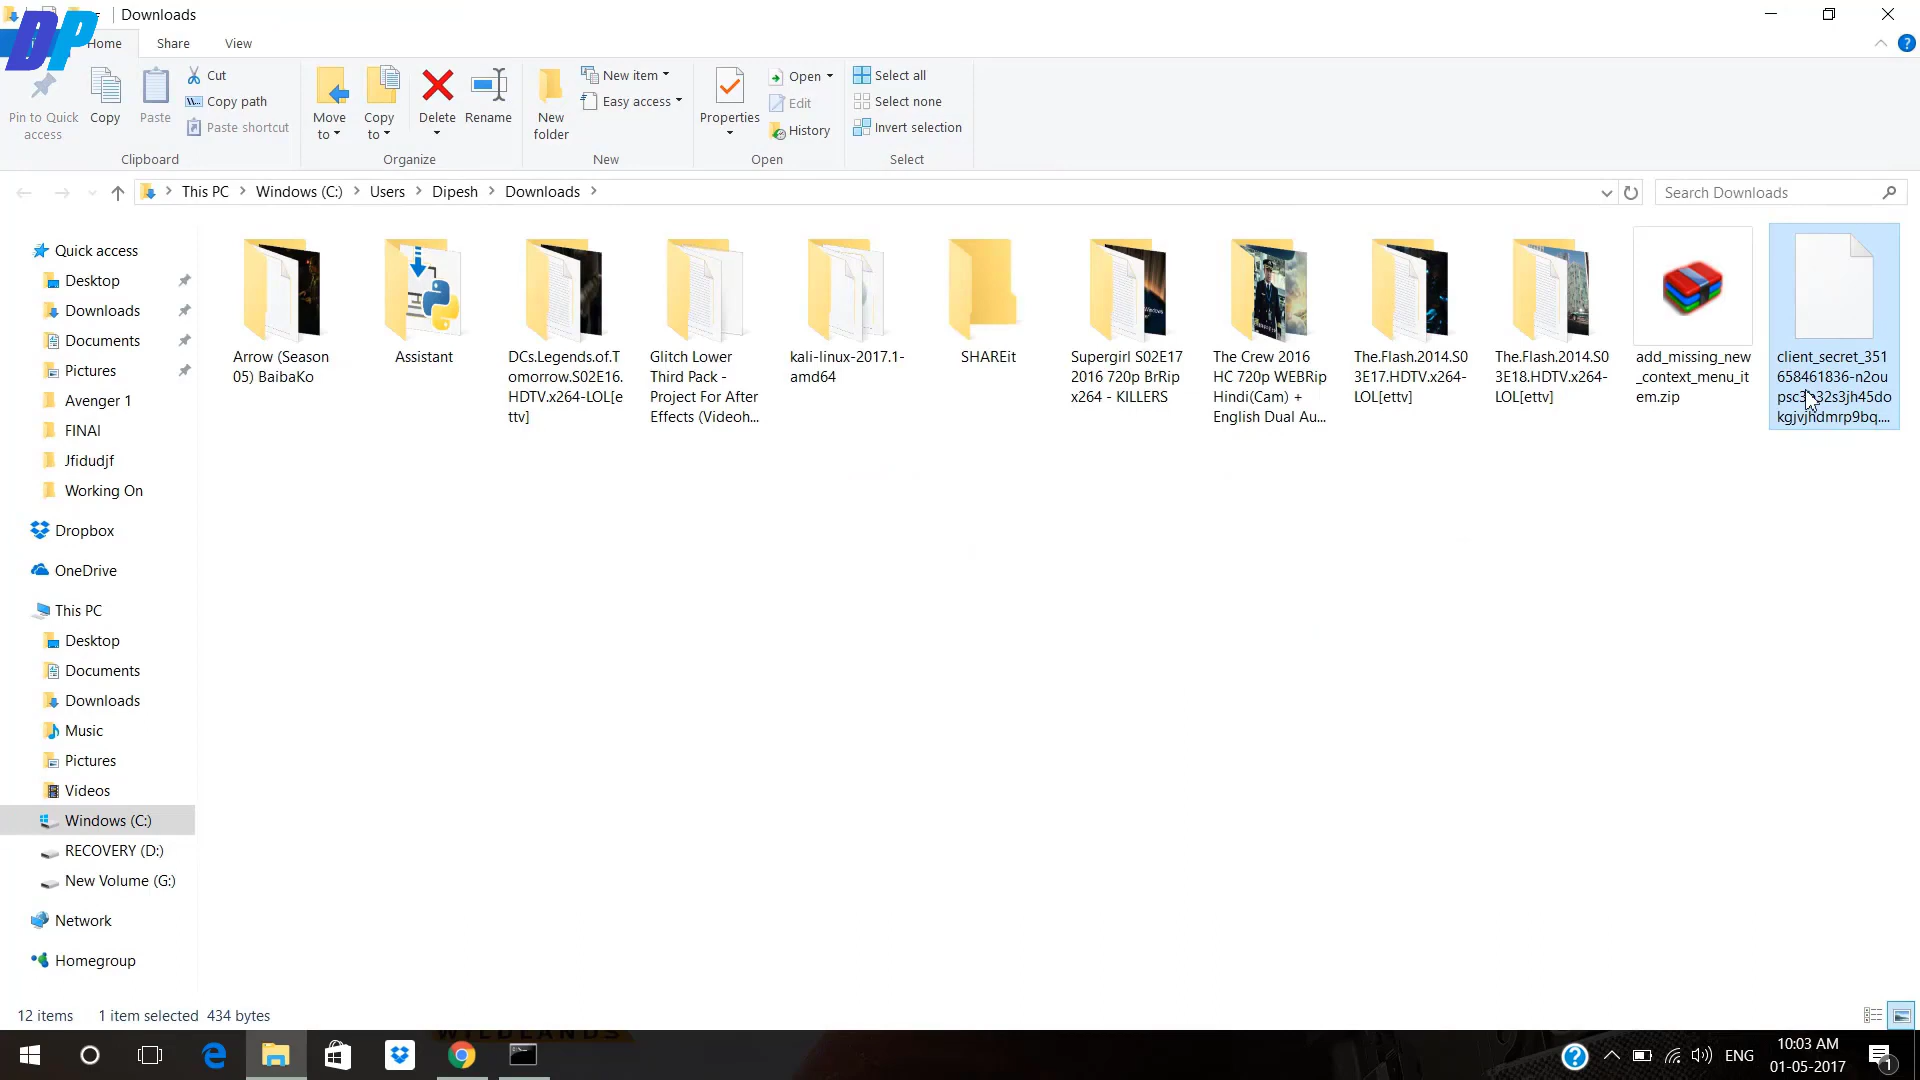 DP
Downloads
Home
Share
View
Pin to Quick
access
Copy
Paste
Cut
Copy path
Paste shortcut
Clipboard
Move
to
Copy
to
Delete
Rename
Organize
New
folder
New item
Easy access
New
Properties
Open
Edit
History
Open
Select all
Select none
Invert selection
Select
This PC
Windows (C:)
Users
Dipesh
Downloads
Search Downloads
Quick access
Desktop
Downloads
Documents
Pictures
Avenger 1
FINAl
Jfidudjf
Working On
Dropbox
OneDrive
This PC
Desktop
Documents
Downloads
Music
Pictures
Videos
Windows (C:)
RECOVERY (D:)
New Volume (G:)
Network
Homegroup
Arrow (Season
05) BaibaKo
Assistant
DCs.Legends.of.T
omorrow.S02E16.
HDTV.x264-LOL[e
ttv]
Glitch Lower
Third Pack -
Project For After
Effects (Videoh...
kali-linux-2017.1-
amd64
SHAREit
Supergirl S02E17
2016 720p BrRip
x264 - KILLERS
The Crew 2016
HC 720p WEBRip
Hindi(Cam) +
English Dual Au...
The.Flash.2014.S0
3E17.HDTV.x264-
LOL[ettv]
The.Flash.2014.S0
3E18.HDTV.x264-
LOL[ettv]
add_missing_new
_context_menu_it
em.zip
client_secret_351
658461836-n2ou
kgjvjhdmrp9bq....
12 items
1 item selected 434 bytes
WILDLANDS
ENG
10:03 AM
01-05-2017
1